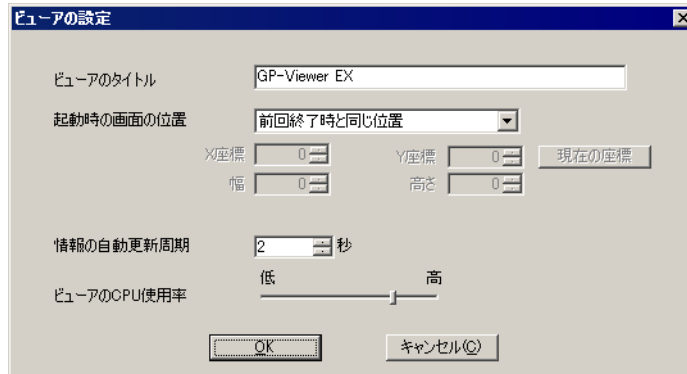 ビューアの設定
ビューアのタイトル GP-Viewer EX
起動時の画面の位置 前回終了時と同じ位置
X座標 0 Y座標 0 現在の座標
幅 0 高さ 0
情報の自動更新周期 2 秒
低 高
ビューアのCPU使用率
OK キャンセル(C)